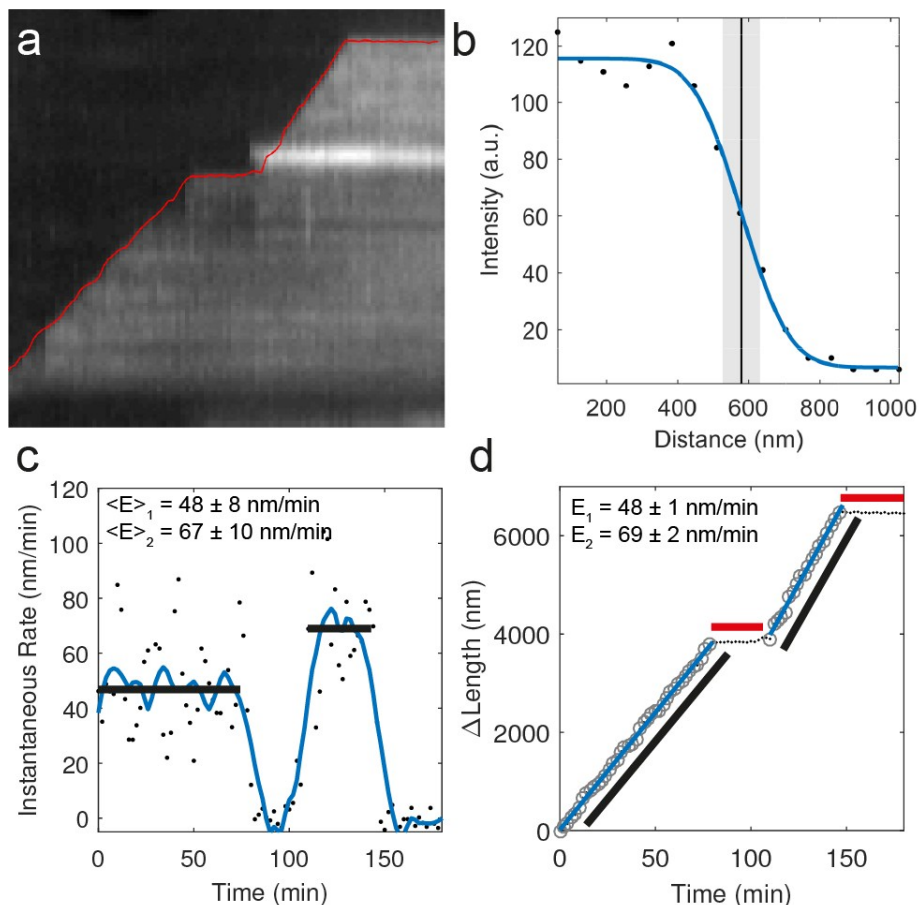 a
b
Intensity (a.u.)
120
100
80
60
40
20
200 400 600 800 1000
Distance (nm)
c
<E>1 = 48 ± 8 nm/min
<E>2 = 67 ± 10 nm/min
Instantaneous Rate (nm/min)
120
100
80
60
40
20
0
0 50 100 150
Time (min)
d
E1 = 48 ± 1 nm/min
E2 = 69 ± 2 nm/min
ΔLength (nm)
6000
4000
2000
0
0 50 100 150
Time (min)